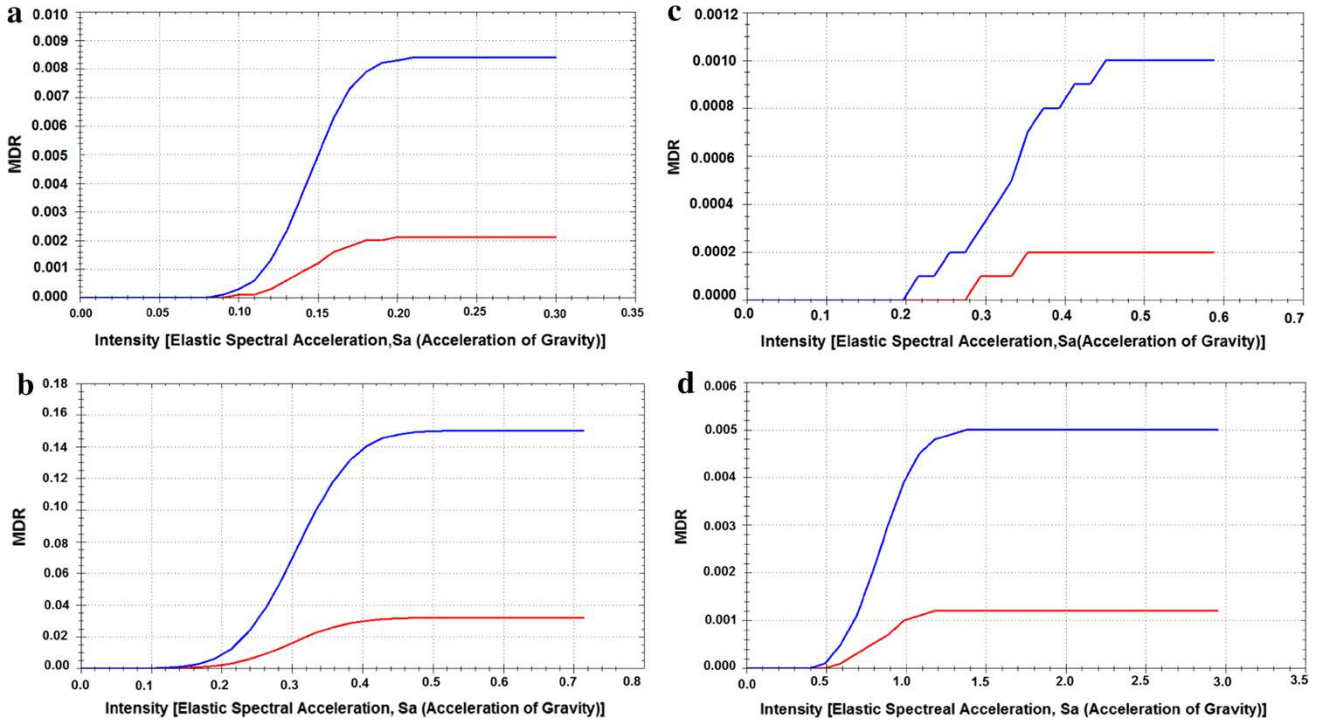 a
MDR
0.010
0.009
0.008
0.007
0.006
0.005
0.004
0.003
0.002
0.001
0.000
0.00 0.05 0.10 0.15 0.20 0.25 0.30 0.35
Intensity [Elastic Spectral Acceleration,Sa (Acceleration of Gravity)]
b
MDR
0.18
0.16
0.14
0.12
0.10
0.08
0.06
0.04
0.02
0.00
0.0 0.1 0.2 0.3 0.4 0.5 0.6 0.7 0.8
Intensity [Elastic Spectral Acceleration, Sa (Acceleration of Gravity)]
c
MDR
0.0012
0.0010
0.0008
0.0006
0.0004
0.0002
0.0000
0.0 0.1 0.2 0.3 0.4 0.5 0.6 0.7
Intensity [Elastic Spectral Acceleration,Sa(Acceleration of Gravity)]
d
MDR
0.006
0.005
0.003
0.002
0.001
0.000
0.0 0.5 1.0 1.5 2.0 2.5 3.0 3.5
Intensity [Elastic Spectreal Acceleration, Sa (Acceleration of Gravity)]